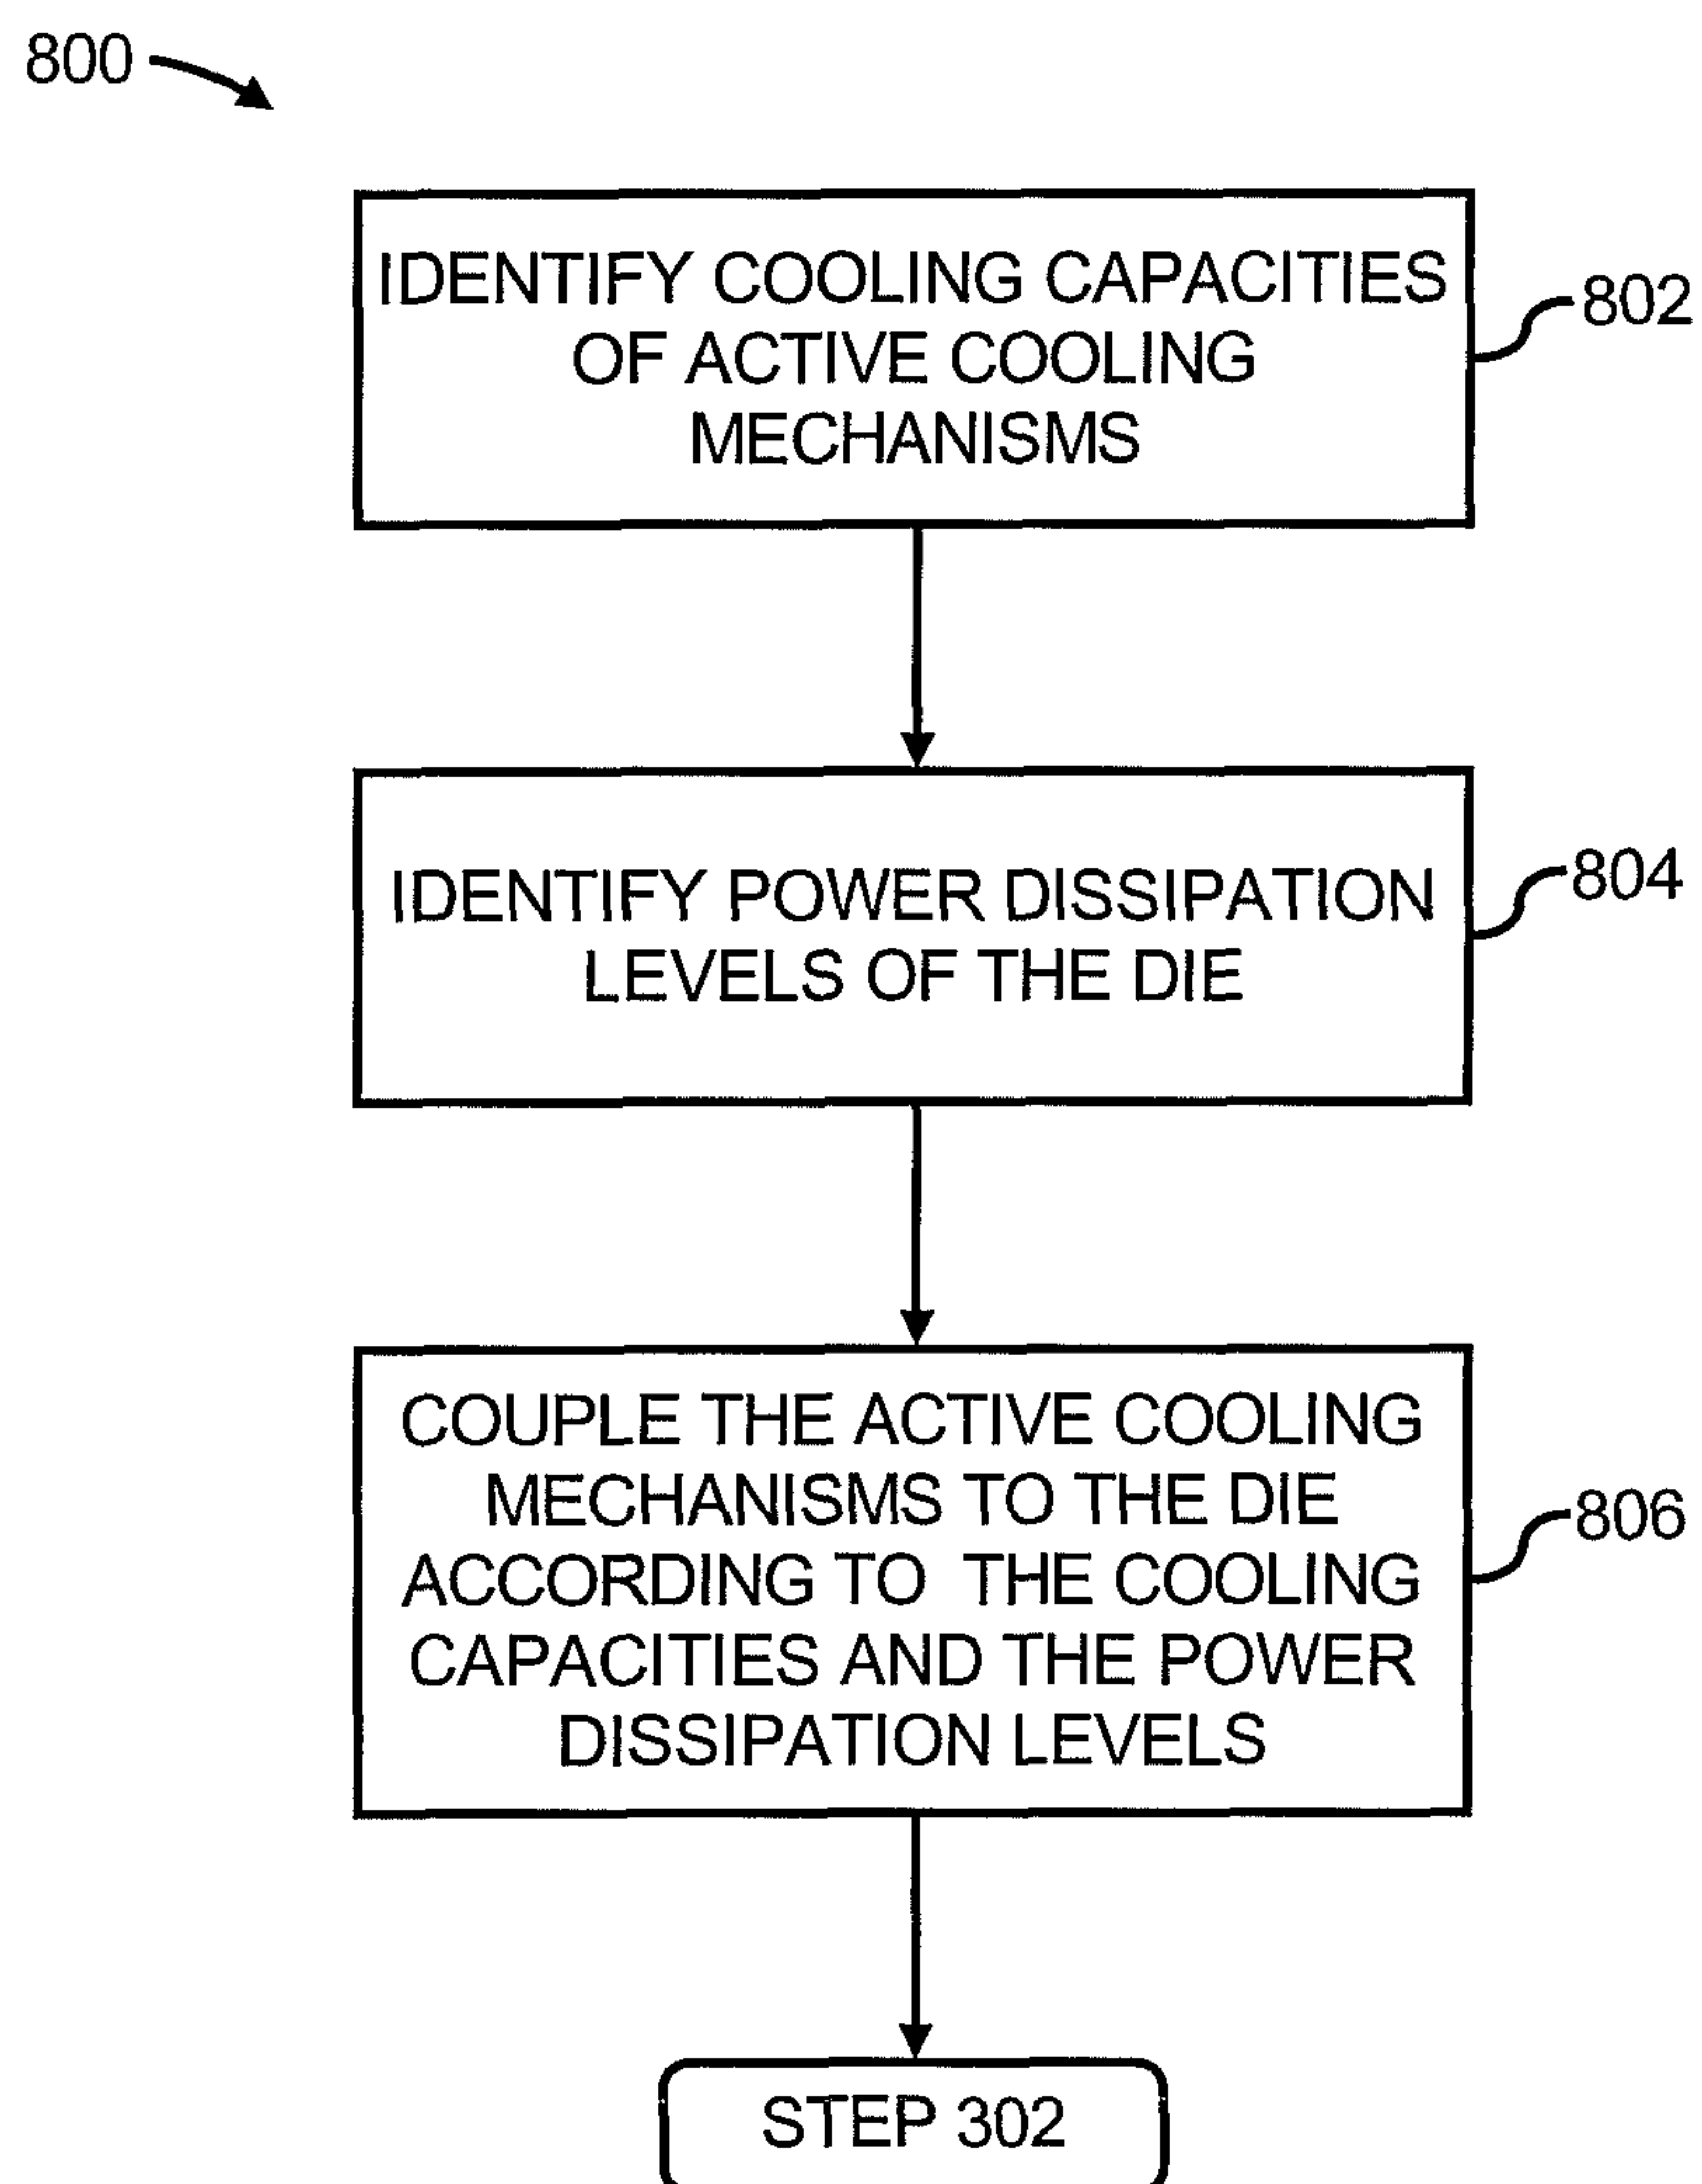 800
IDENTIFY COOLING CAPACITIES
OF ACTIVE COOLING
MECHANISMS
802
IDENTIFY POWER DISSIPATION
LEVELS OF THE DIE
804
COUPLE THE ACTIVE COOLING
MECHANISMS TO THE DIE
ACCORDING TO THE COOLING
CAPACITIES AND THE POWER
DISSIPATION LEVELS
806
STEP 302